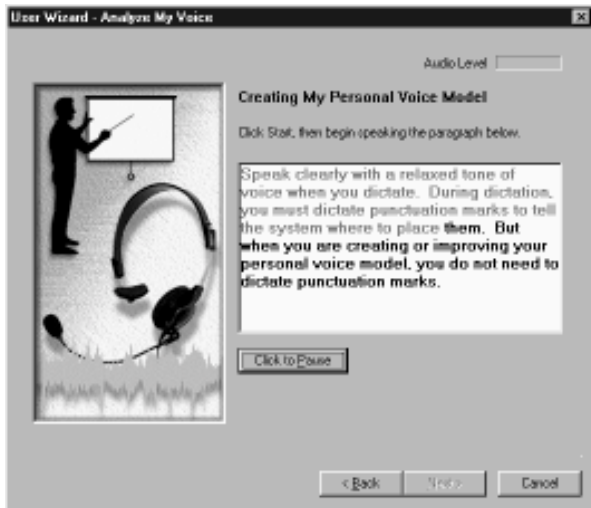 User Wizard - Analyze My Voice
Audio Level
Creating My Personal Voice Model
Click Start, then begin speaking the paragraph below.
Speak clearly with a relaxed tone of
voice when you dictate. During dictation,
you must dictate punctuation marks to tell
the system where to place them. But
when you are creating or improving your
personal voice model, you do not need to
dictate punctuation marks.
Click to Pause
< Back
Next >
Cancel